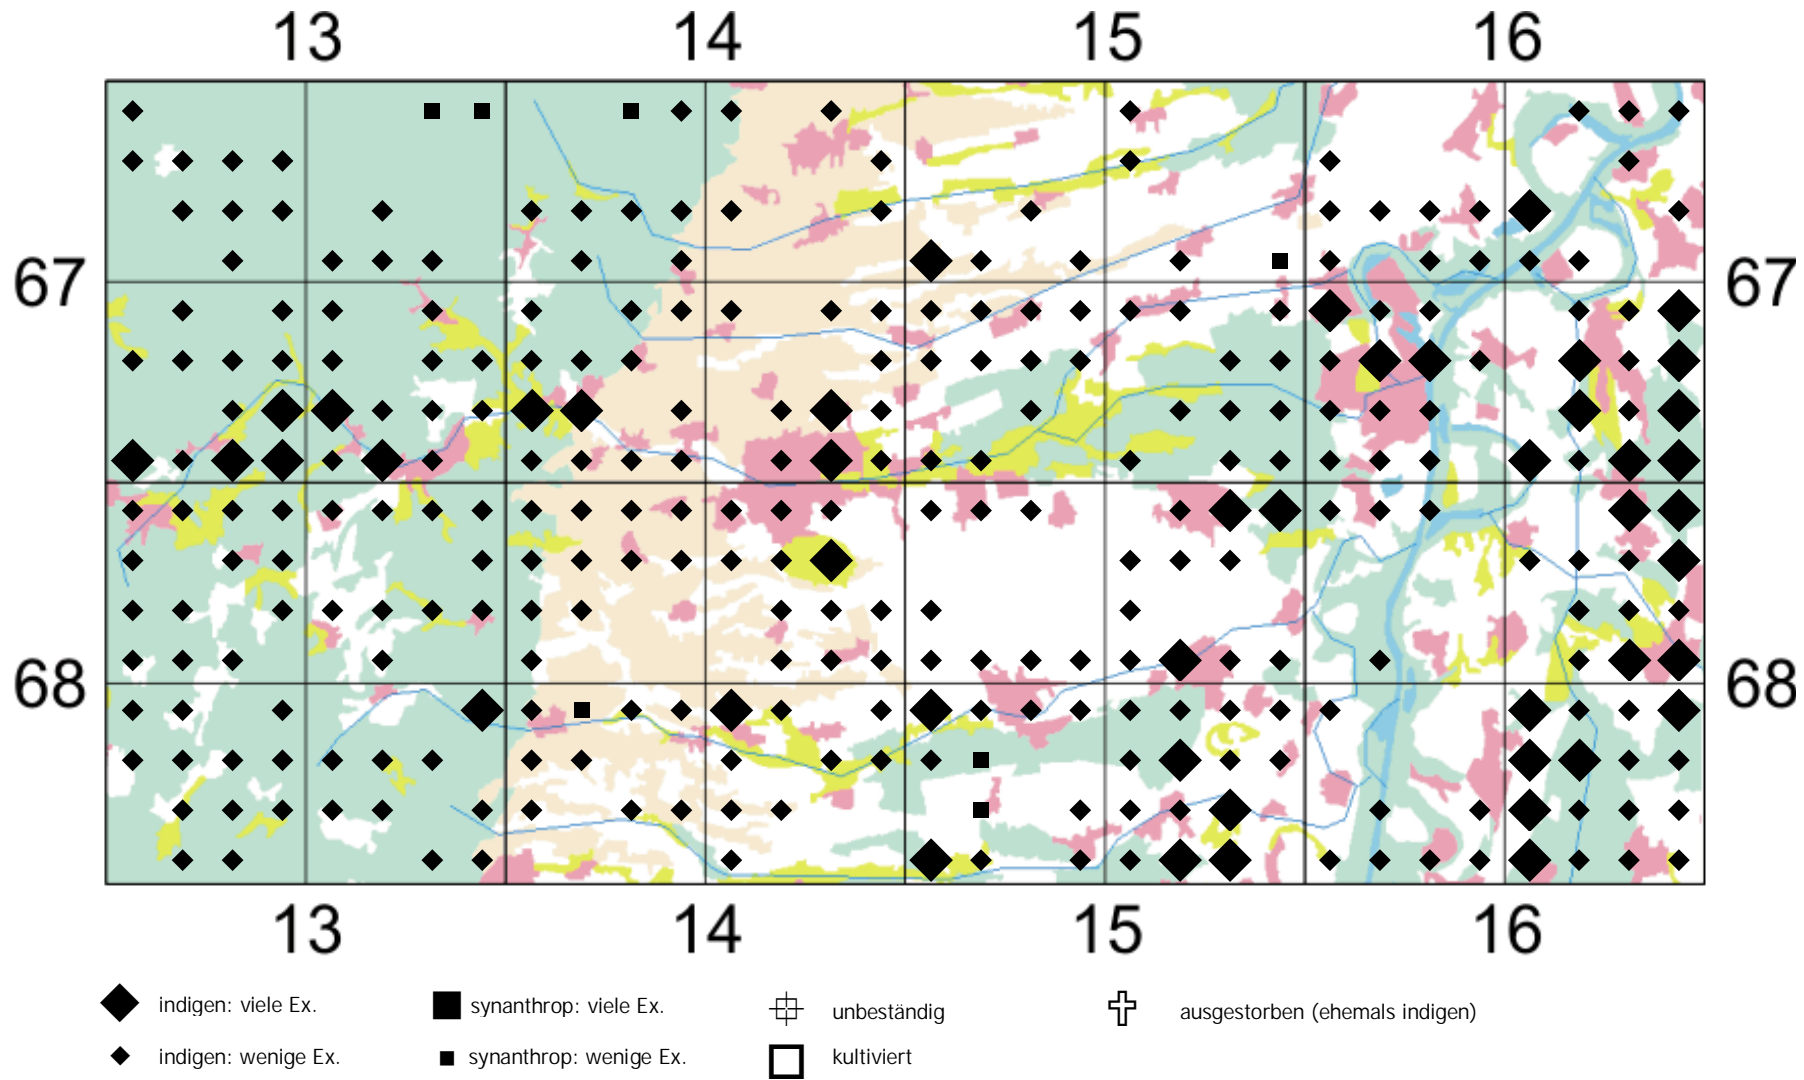 13 14 15 16
67 67
68 68
13 14 15 16
indigen: viele Ex. synanthrop: viele Ex. unbeständig ausgestorben (ehemals indigen)
indigen: wenige Ex. synanthrop: wenige Ex. kultiviert